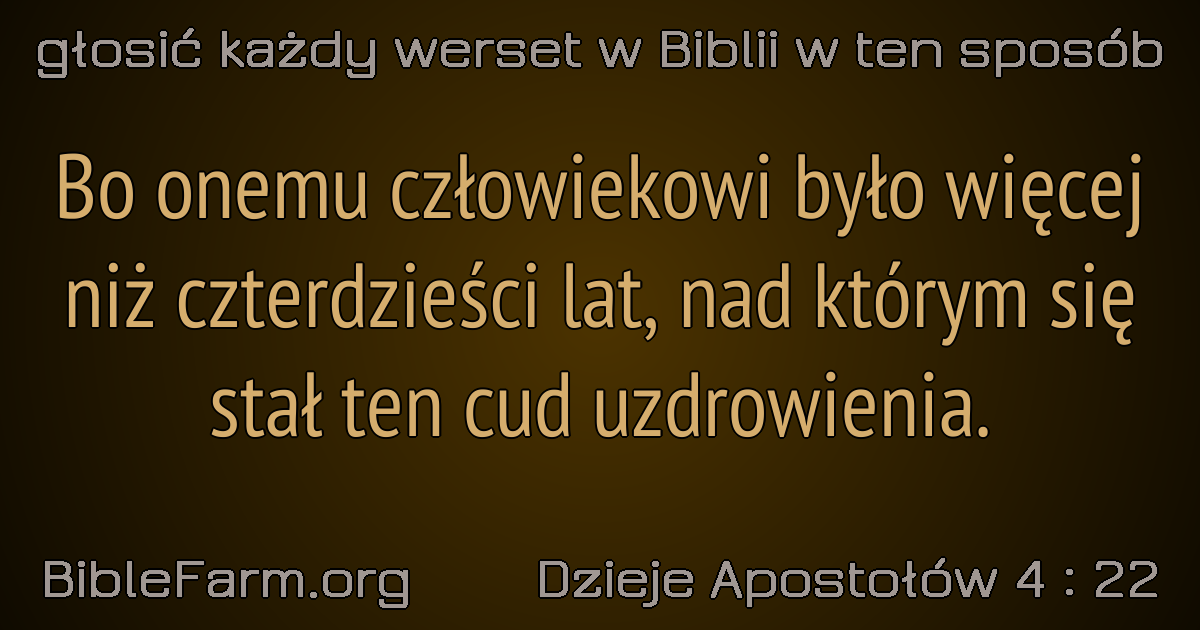 głosić każdy werset w Biblii w ten sposób
Bo onemu człowiekowi było więcej
niż czterdzieści lat, nad którym się
stał ten cud uzdrowienia.
BibleFarm.org
Dzieje Apostołów 4 : 22